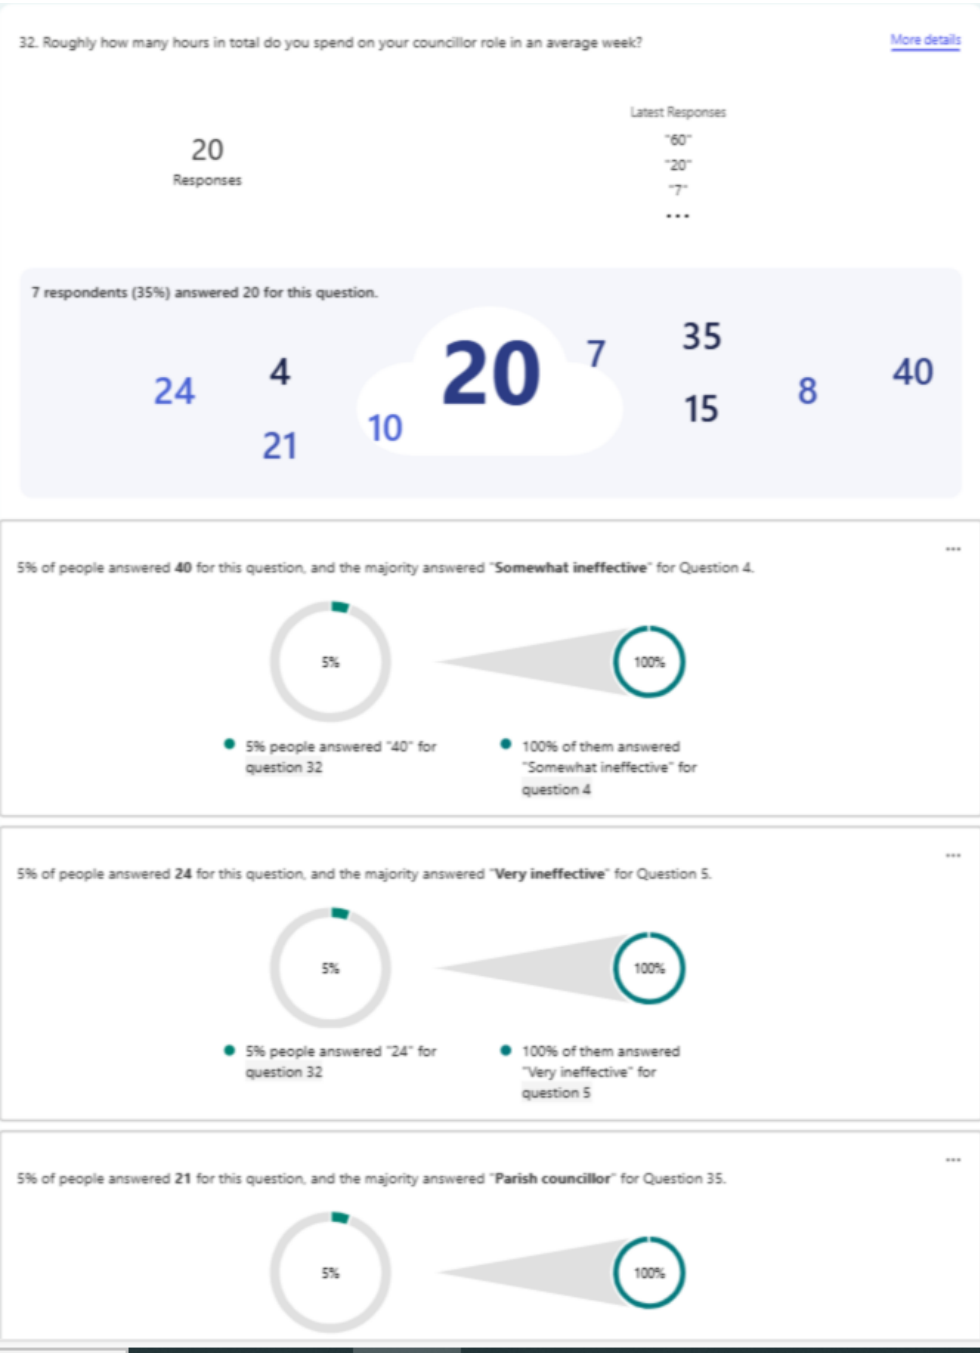 32. Roughly how many hours in total do you spend on your councillor role in an average week?
More details
20
Responses
Latest Responses
"60"
"20"
"7"
...
7 respondents (35%) answered 20 for this question.
24
4
21
10
20
7
35
15
8
40
...
5% of people answered 40 for this question, and the majority answered "Somewhat ineffective" for Question 4.
5%
100%
5% people answered "40" for
question 32
100% of them answered
"Somewhat ineffective" for
question 4
...
5% of people answered 24 for this question, and the majority answered "Very ineffective" for Question 5.
5%
100%
5% people answered "24" for
question 32
100% of them answered
"Very ineffective" for
question 5
...
5% of people answered 21 for this question, and the majority answered "Parish councillor" for Question 35.
5%
100%